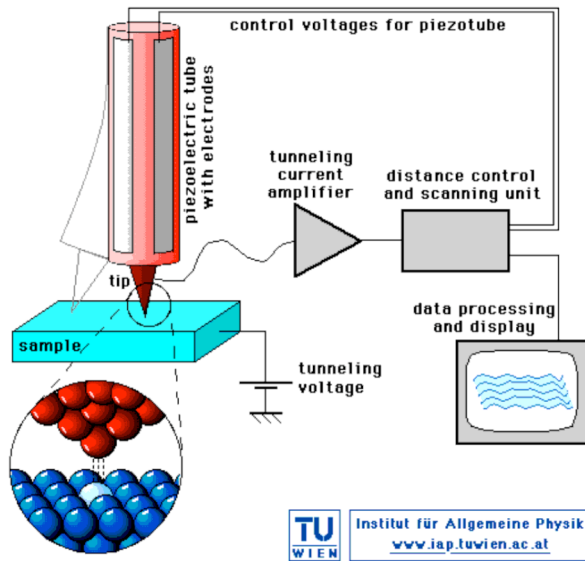 control voltages for piezotube
piezoelectric tube
with electrodes
tunneling
current
amplifier
distance control
and scanning unit
tip
data processing
and display
sample
tunneling
voltage
TU
WIEN
Institut für Allgemeine Physik
www.iap.tuwien.ac.at